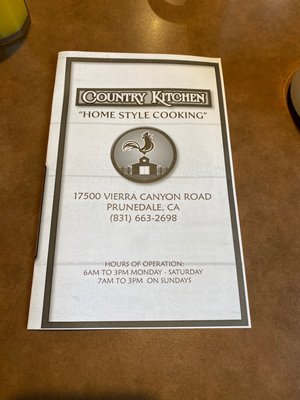 COUNTRY KITCHEN
"HOME STYLE COOKING"
17500 VIERRA CANYON ROAD
PRUNEDALE, CA
(831) 663-2698
HOURS OF OPERATION:
6AM TO 3PM MONDAY - SATURDAY
7AM TO 3PM ON SUNDAYS